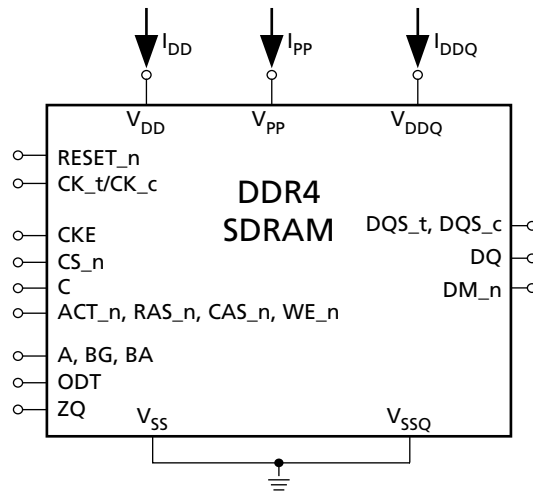 IDD IPP IDDQ
VDD VPP VDDQ
RESET_n
CK_t/CK_c
DDR4
SDRAM
CKE
CS_n
C
ACT_n, RAS_n, CAS_n, WE_n
A, BG, BA
ODT
ZQ
DQS_t, DQS_c
DQ
DM_n
VSS VSSQ